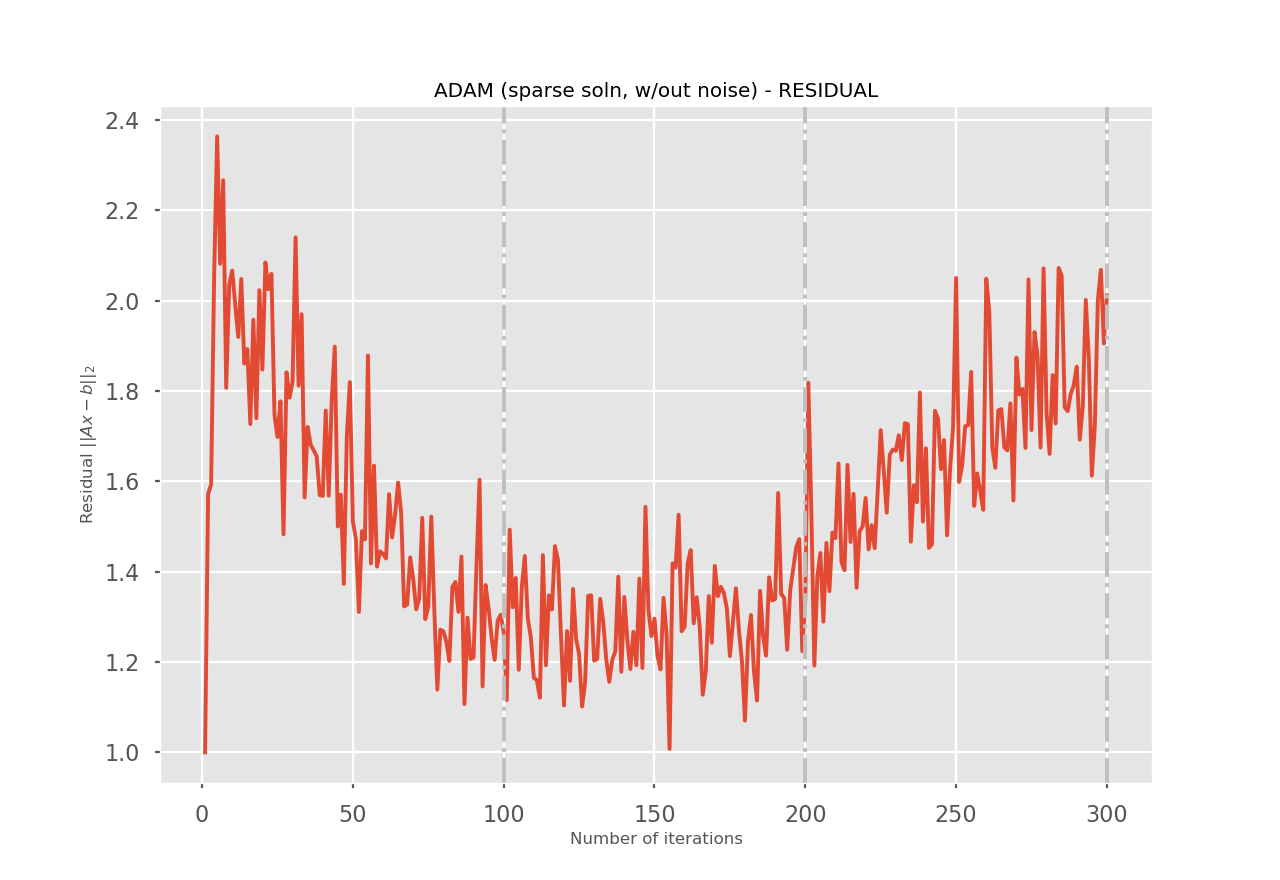 ADAM (sparse soln, w/out noise) - RESIDUAL
2.4
2.2
2.0
1.8
1.6
1.4
1.2
1.0
Residual ||Ax − b||₂
0 50 100 150 200 250 300
Number of iterations